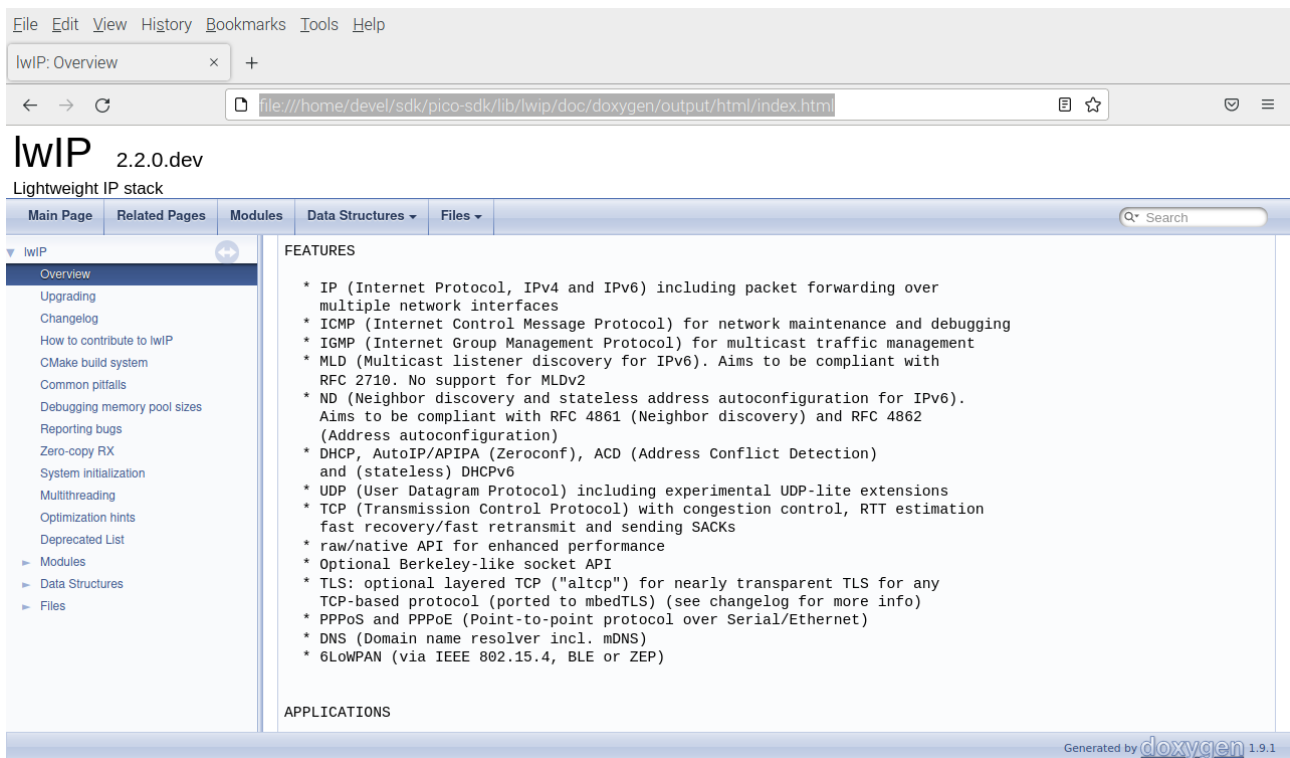 File Edit View History Bookmarks Tools Help
lwIP: Overview × +
file:///home/devel/sdk/pico-sdk/lib/lwip/doc/doxygen/output/html/index.html
lwIP 2.2.0.dev
Lightweight IP stack
Main Page Related Pages Modules Data Structures Files Search
lwIP
Overview
Upgrading
Changelog
How to contribute to lwIP
CMake build system
Common pitfalls
Debugging memory pool sizes
Reporting bugs
Zero-copy RX
System initialization
Multithreading
Optimization hints
Deprecated List
Modules
Data Structures
Files
FEATURES
* IP (Internet Protocol, IPv4 and IPv6) including packet forwarding over
multiple network interfaces
* ICMP (Internet Control Message Protocol) for network maintenance and debugging
* IGMP (Internet Group Management Protocol) for multicast traffic management
* MLD (Multicast listener discovery for IPv6). Aims to be compliant with
RFC 2710. No support for MLDv2
* ND (Neighbor discovery and stateless address autoconfiguration for IPv6).
Aims to be compliant with RFC 4861 (Neighbor discovery) and RFC 4862
(Address autoconfiguration)
* DHCP, AutoIP/APIPA (Zeroconf), ACD (Address Conflict Detection)
and (stateless) DHCPv6
* UDP (User Datagram Protocol) including experimental UDP-lite extensions
* TCP (Transmission Control Protocol) with congestion control, RTT estimation
fast recovery/fast retransmit and sending SACKs
* raw/native API for enhanced performance
* Optional Berkeley-like socket API
* TLS: optional layered TCP ("altcp") for nearly transparent TLS for any
TCP-based protocol (ported to mbedTLS) (see changelog for more info)
* PPPoS and PPPoE (Point-to-point protocol over Serial/Ethernet)
* DNS (Domain name resolver incl. mDNS)
* 6LoWPAN (via IEEE 802.15.4, BLE or ZEP)
APPLICATIONS
Generated by doxygen 1.9.1